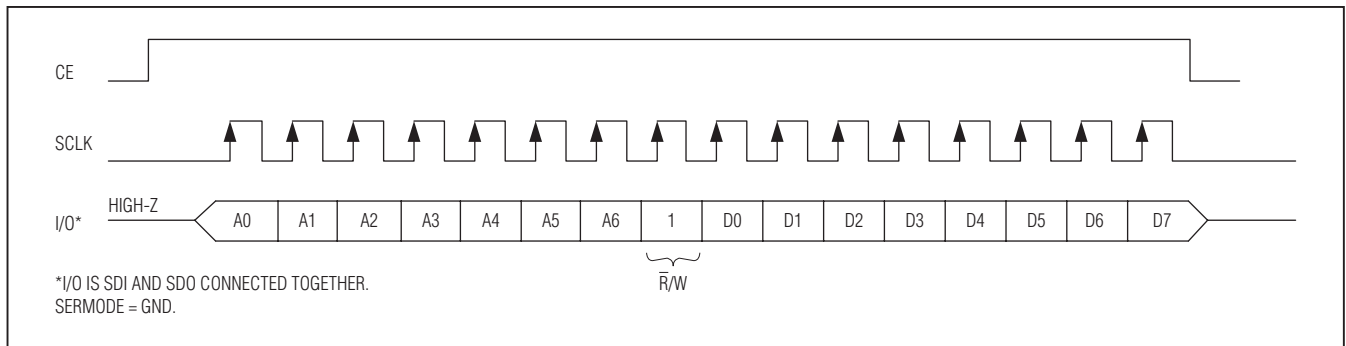 CE
SCLK
I/O*
HIGH-Z
A0 A1 A2 A3 A4 A5 A6 1 D0 D1 D2 D3 D4 D5 D6 D7
R̅/W
*I/O IS SDI AND SDO CONNECTED TOGETHER.
SERMODE = GND.